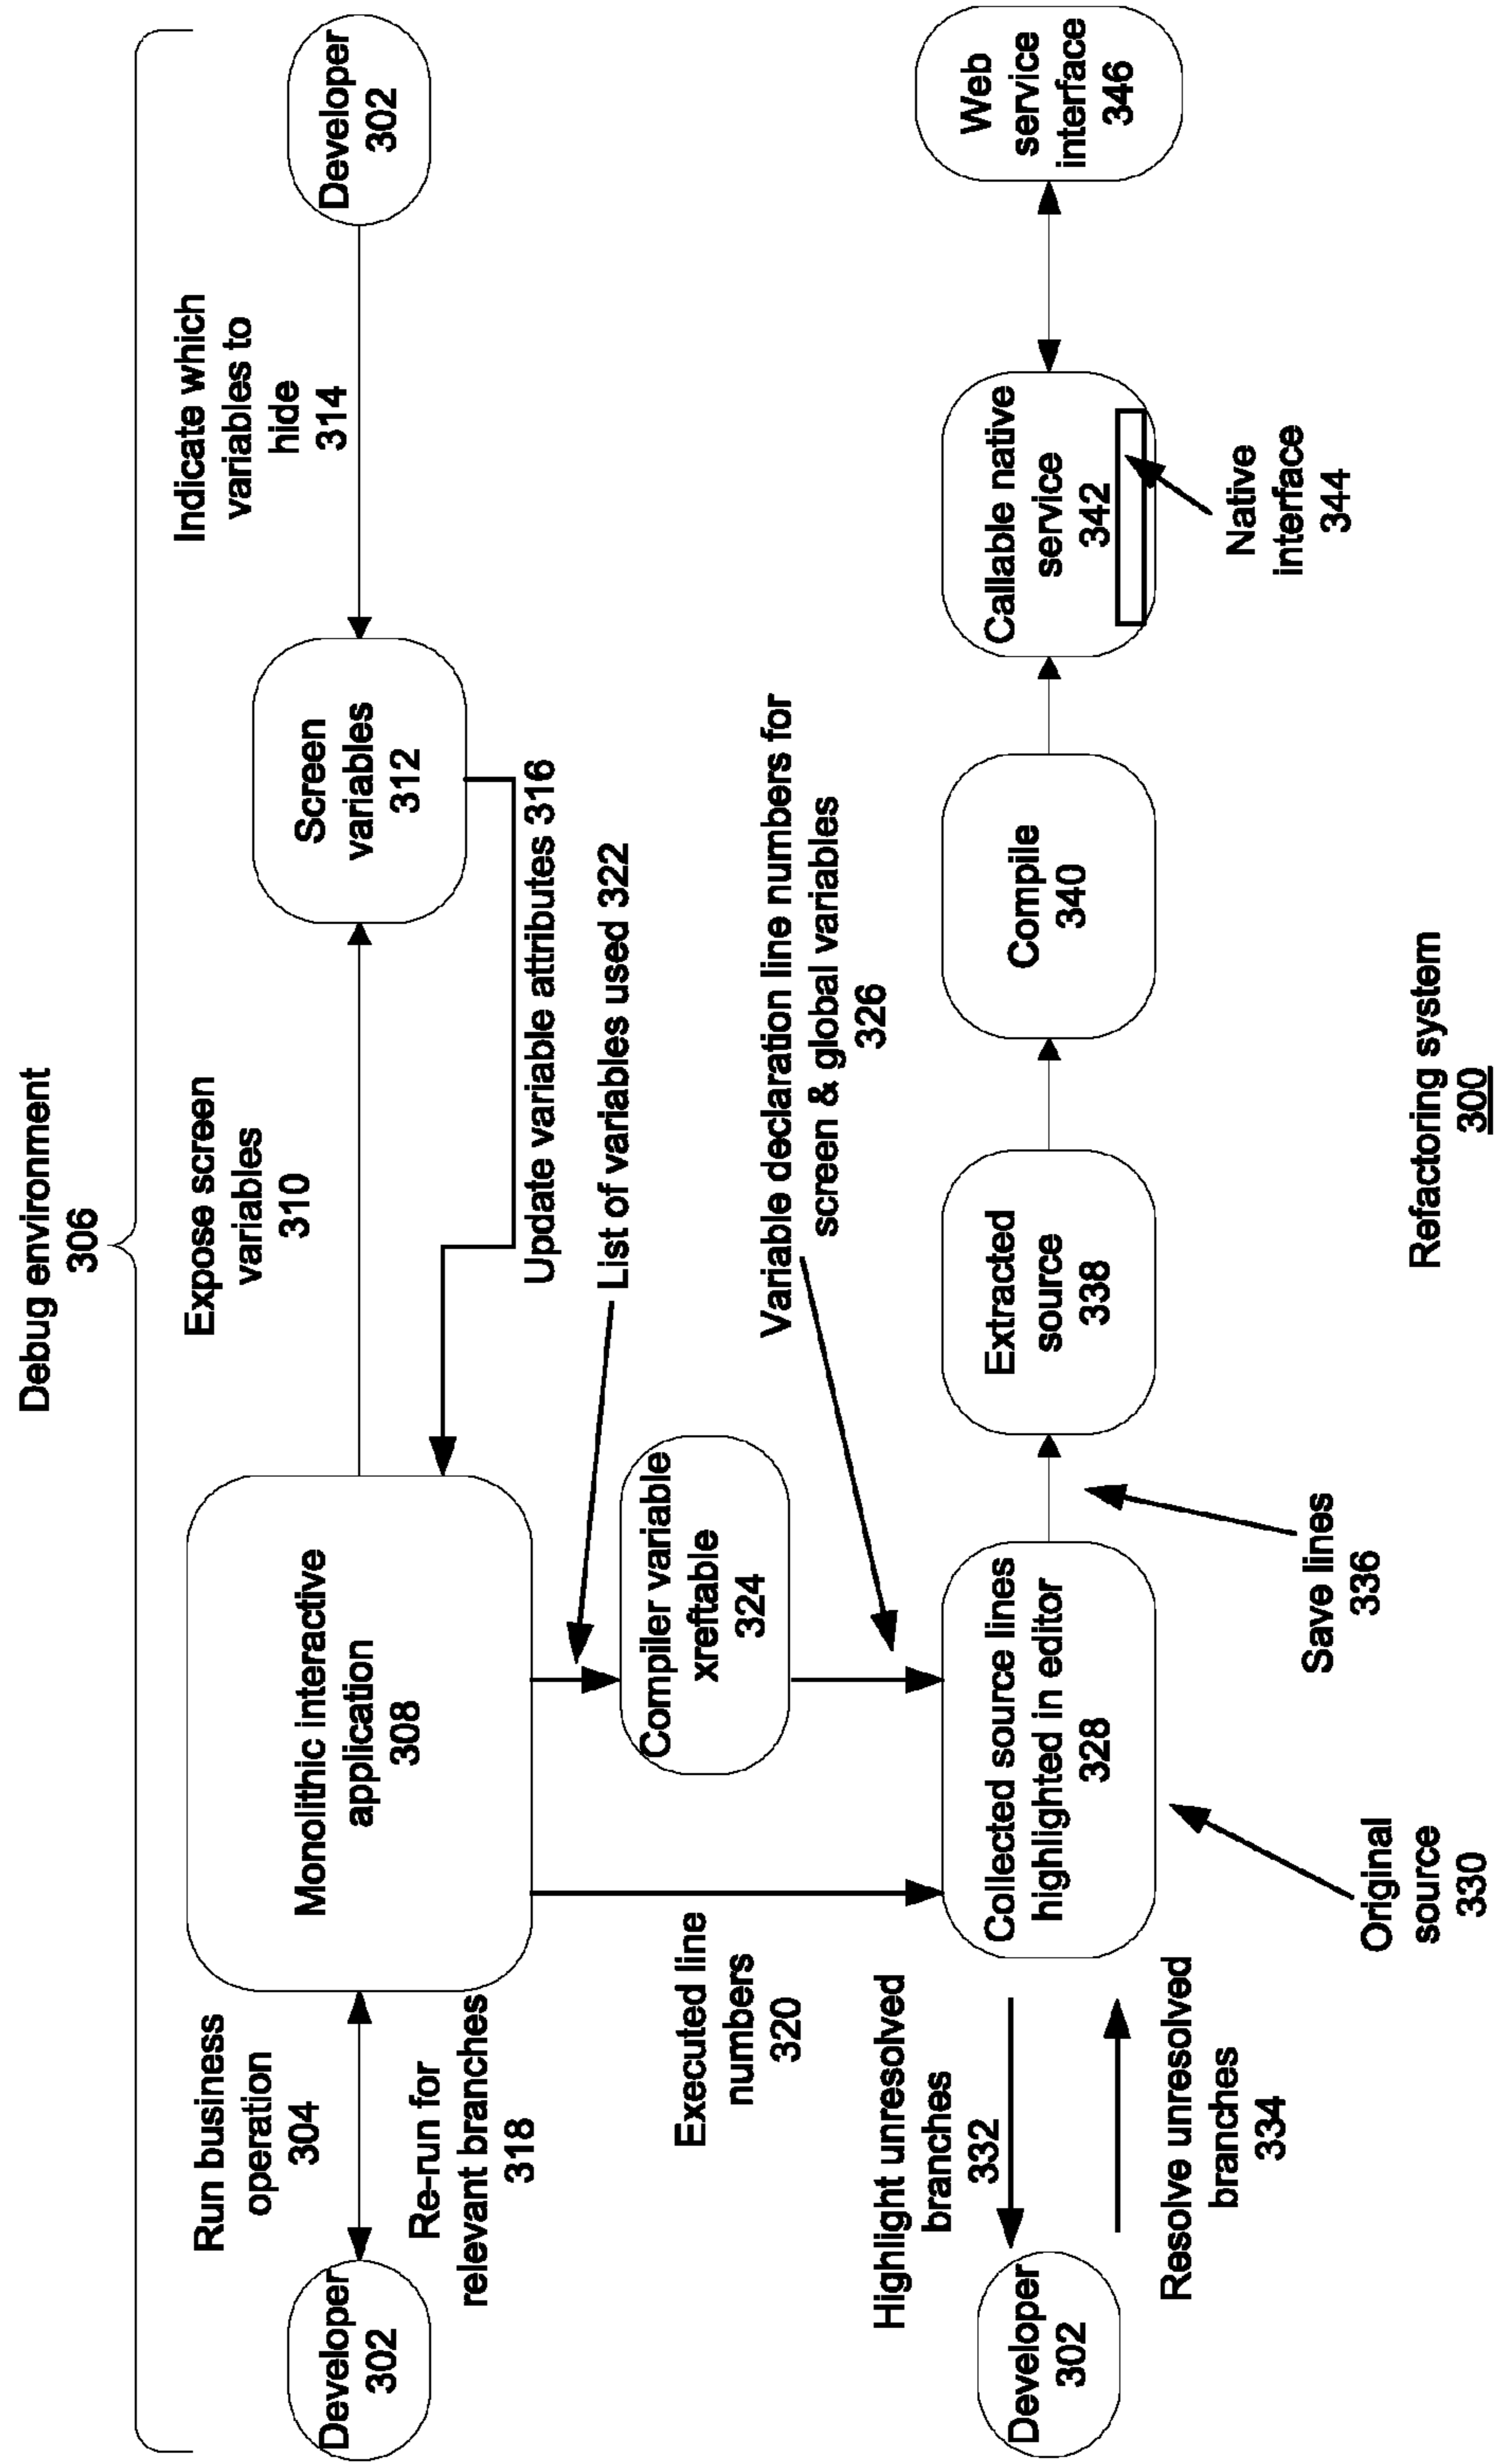 Debug environment
306
Run business
operation
304
Expose screen
variables
310
Indicate which
variables to
hide
314
Developer
302
Monolithic interactive
application
308
Screen
variables
312
Developer
302
Re-run for
relevant branches
318
Update variable attributes 316
List of variables used 322
Executed line
numbers
320
Compiler variable
xreftable
324
Variable declaration line numbers for
screen & global variables
326
Highlight unresolved
branches
332
Developer
302
Resolve unresolved
branches
334
Collected source lines
highlighted in editor
328
Extracted
source
338
Compile
340
Callable native
service
342
Web
service
interface
346
Original
source
330
Save lines
336
Native
interface
344
Refactoring system
300